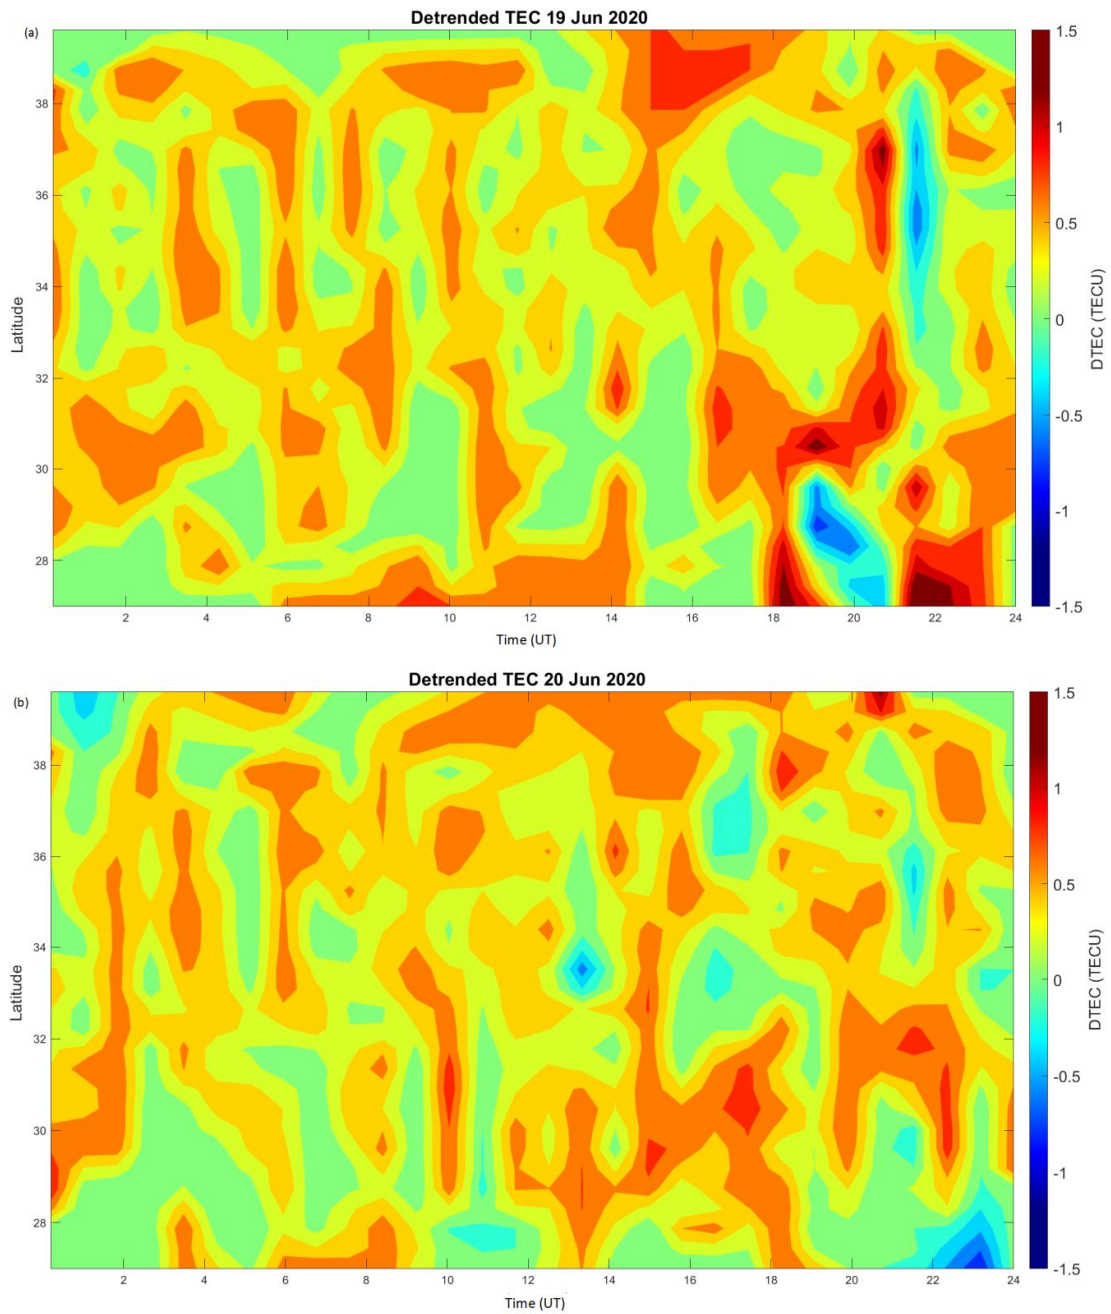 Detrended TEC 19 Jun 2020
(a)
1.5
38
1
36
0.5
34
Latitude
0
DTEC (TECU)
32
-0.5
30
-1
28
-1.5
2 4 6 8 10 12 14 16 18 20 22 24
Time (UT)
Detrended TEC 20 Jun 2020
(b)
1.5
38
1
36
0.5
34
Latitude
0
DTEC (TECU)
32
-0.5
30
-1
28
-1.5
2 4 6 8 10 12 14 16 18 20 22 24
Time (UT)